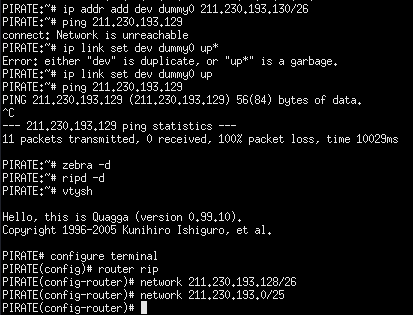 PIRATE:~# ip addr add dev dummy0 211.230.193.130/26
PIRATE:~# ping 211.230.193.129
connect: Network is unreachable
PIRATE:~# ip link set dev dummy0 up*
Error: either "dev" is duplicate, or "up*" is a garbage.
PIRATE:~# ip link set dev dummy0 up
PIRATE:~# ping 211.230.193.129
PING 211.230.193.129 (211.230.193.129) 56(84) bytes of data.
^C
--- 211.230.193.129 ping statistics ---
11 packets transmitted, 0 received, 100% packet loss, time 10029ms

PIRATE:~# zebra -d
PIRATE:~# ripd -d
PIRATE:~# vtysh

Hello, this is Quagga (version 0.99.10).
Copyright 1996-2005 Kunihiro Ishiguro, et al.

PIRATE# configure terminal
PIRATE(config)# router rip
PIRATE(config-router)# network 211.230.193.128/26
PIRATE(config-router)# network 211.230.193.0/25
PIRATE(config-router)#